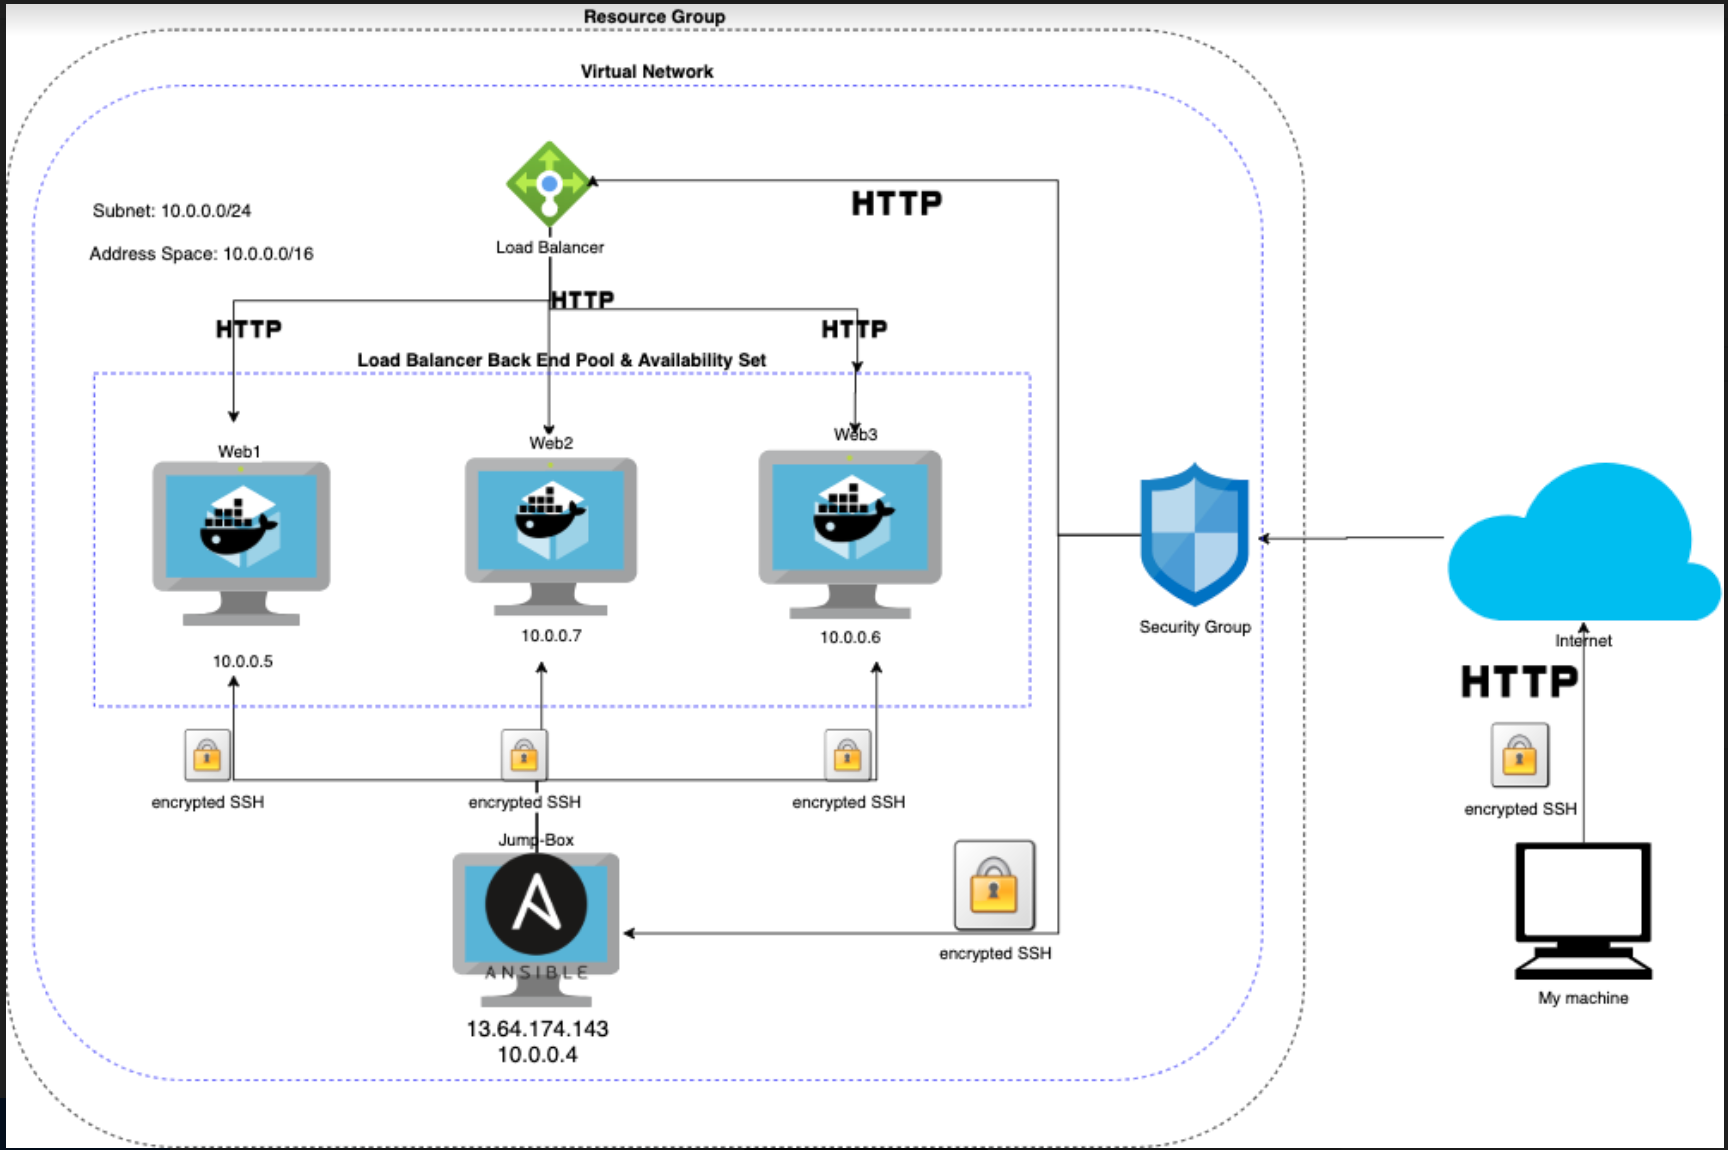 Resource Group
Virtual Network
Subnet: 10.0.0.0/24
Address Space: 10.0.0.0/16
Load Balancer
HTTP
HTTP
HTTP
HTTP
Load Balancer Back End Pool & Availability Set
Web1
Web2
Web3
10.0.0.5
10.0.0.7
10.0.0.6
Security Group
Internet
HTTP
encrypted SSH
encrypted SSH
encrypted SSH
encrypted SSH
Jump-Box
ANSIBLE
13.64.174.143
10.0.0.4
encrypted SSH
My machine